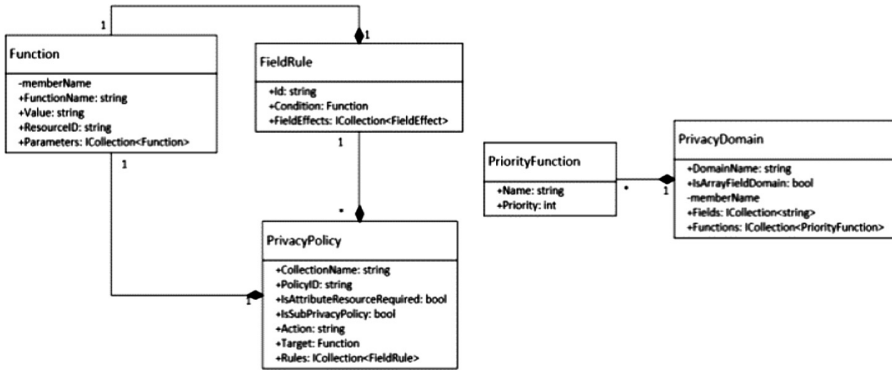 1
1
Function
-memberName
+FunctionName: string
+Value: string
+ResourceID: string
+Parameters: ICollection<Function>
FieldRule
+Id: string
+Condition: Function
+FieldEffects: ICollection<FieldEffect>
1
1
*
PriorityFunction
+Name: string
+Priority: int
*
1
PrivacyDomain
+DomainName: string
+IsArrayFieldDomain: bool
-memberName
+Fields: ICollection<string>
+Functions: ICollection<PriorityFunction>
1
PrivacyPolicy
+CollectionName: string
+PolicyID: string
+IsAttributeResourceRequired: bool
+IsSubPrivacyPolicy: bool
+Action: string
+Target: Function
+Rules: ICollection<FieldRule>